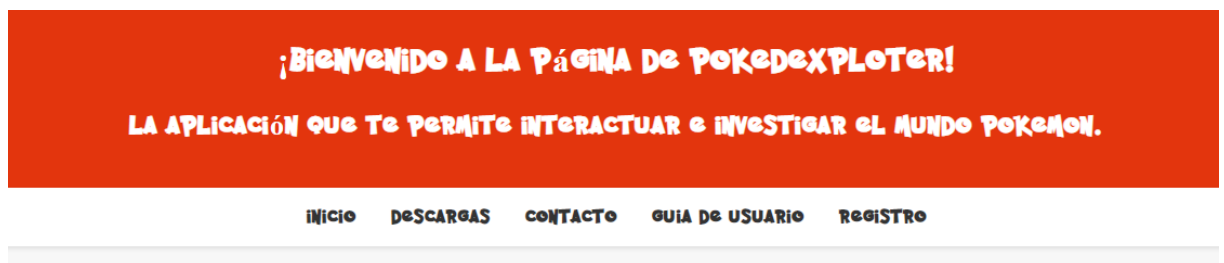 ¡Bienvenido a la Página de Pokedexploter!
La aplicación que te permite interactuar e investigar el mundo Pokemon.
Inicio Descargas Contacto Guia de usuario Registro